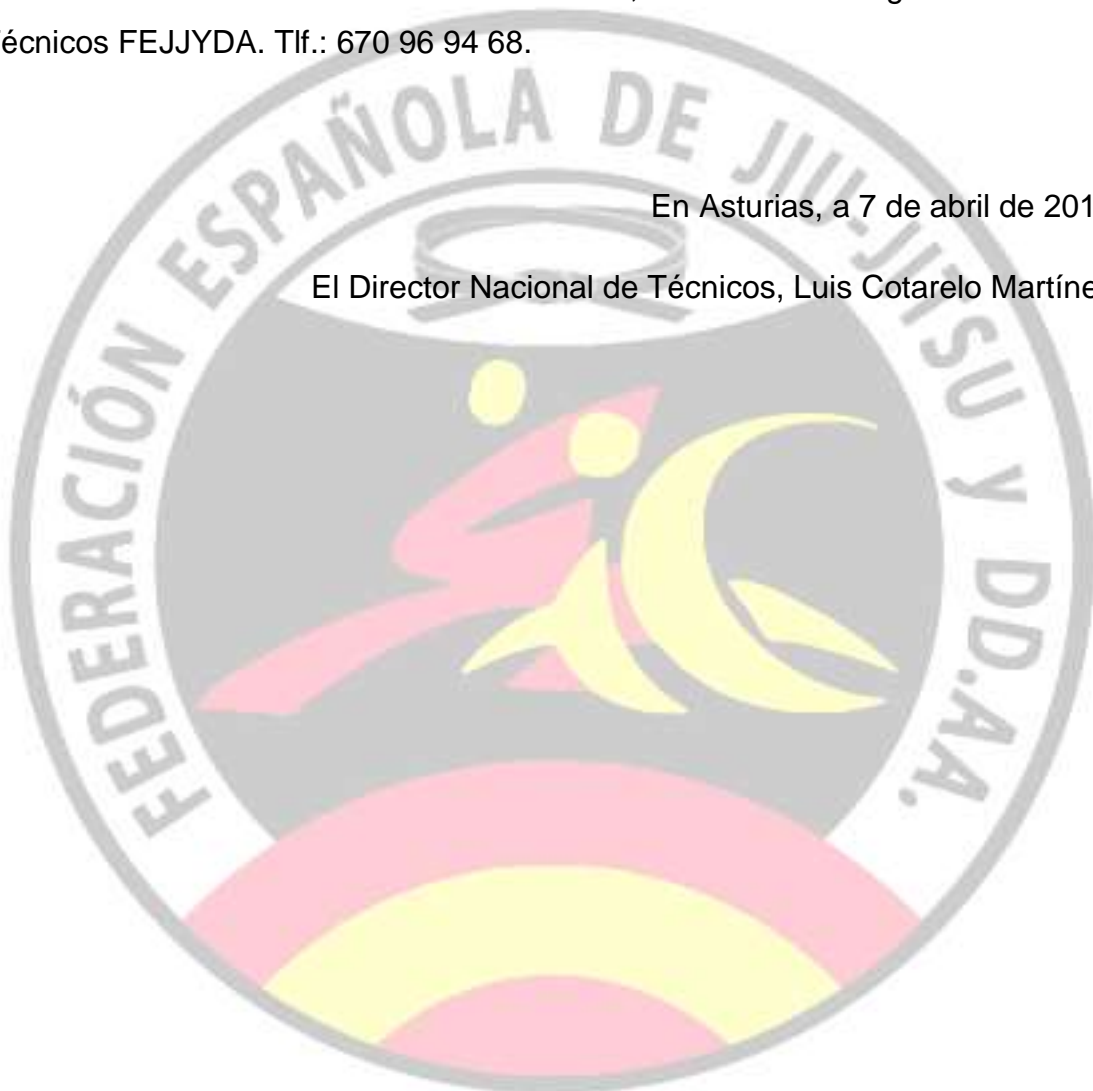 écnicos FEJJYDA. Tlf.: 670 96 94 68.
En Asturias, a 7 de abril de 201
El Director Nacional de Técnicos, Luis Cotarelo Martíne
FEDERACIÓN ESPAÑOLA DE JIU-JITSU y DD.AA.